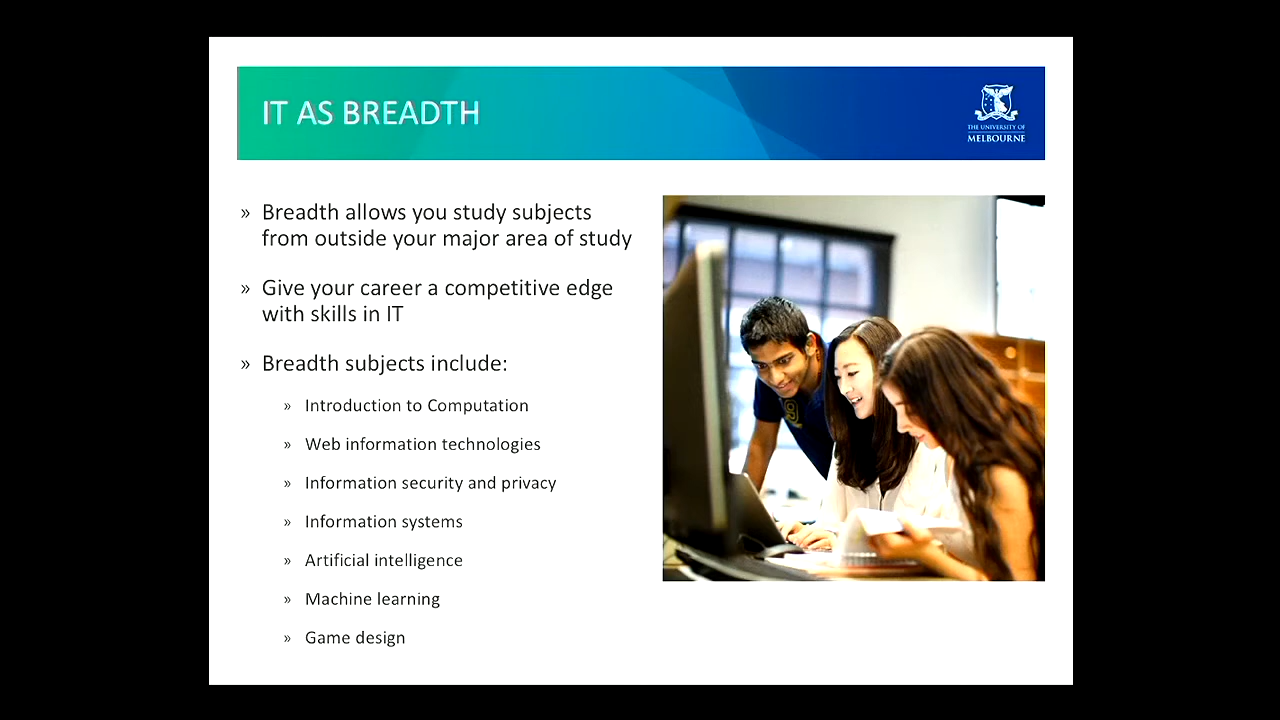 IT AS BREADTH
THE UNIVERSITY OF
MELBOURNE
» Breadth allows you study subjects
from outside your major area of study
» Give your career a competitive edge
with skills in IT
» Breadth subjects include:
» Introduction to Computation
» Web information technologies
» Information security and privacy
» Information systems
» Artificial intelligence
» Machine learning
» Game design